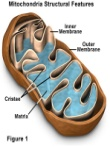 Mitochondria Structural Features
Inner
Membrane
Outer
Membrane
Cristae
Matrix
Figure 1